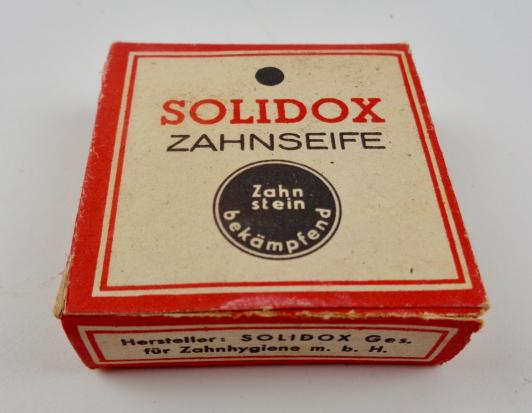 SOLIDOX
ZAHNSEIFE
Zahn
stein
bekämpfend
Hersteller: SOLIDOX Ges.
für Zahnhygiene m. b. H.